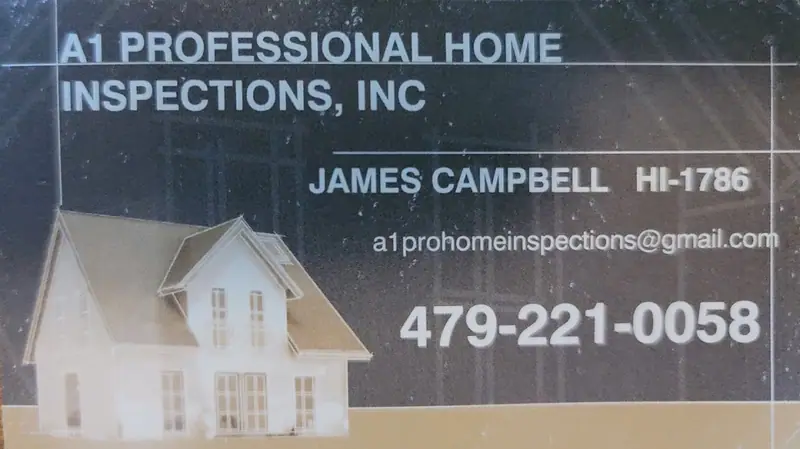 A1 PROFESSIONAL HOME
INSPECTIONS, INC
JAMES CAMPBELL HI-1786
a1prohomeinspections@gmail.com
479-221-0058